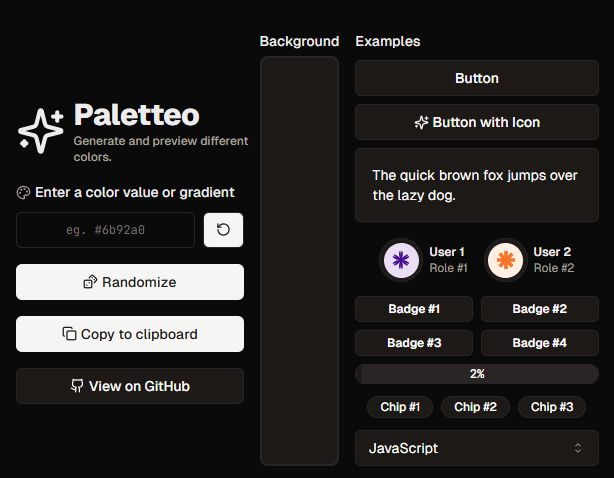 Paletteo
Generate and preview different
colors.
Enter a color value or gradient
eg. #6b92a0
Randomize
Copy to clipboard
View on GitHub
Background
Examples
Button
Button with Icon
The quick brown fox jumps over
the lazy dog.
User 1
Role #1
User 2
Role #2
Badge #1
Badge #2
Badge #3
Badge #4
2%
Chip #1
Chip #2
Chip #3
JavaScript